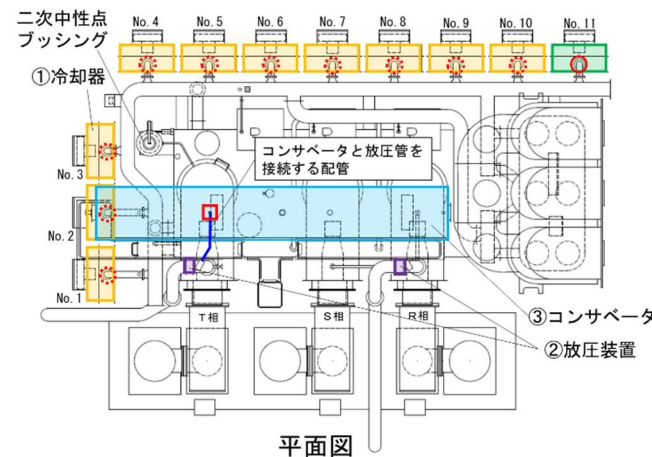 二次中性点
ブッシング
No.4
No.5
No.6
No.7
No.8
No.9
No.10
No.11
①冷却器
コンサベータと放圧管を
接続する配管
No.3
No.2
No.1
T相
S相
R相
③コンサベータ
②放圧装置
平面図